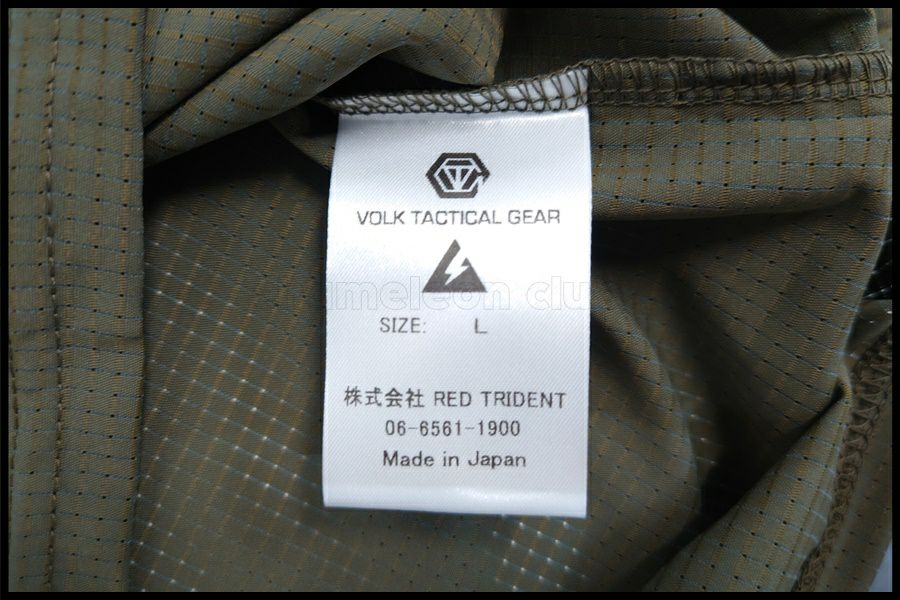 VOLK TACTICAL GEAR
SIZE: L
株式会社 RED TRIDENT
06-6561-1900
Made in Japan